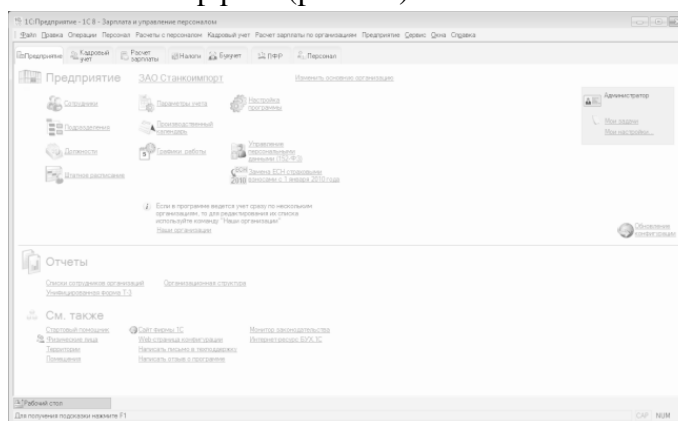 1С:Предприятие - 1С:8 - Зарплата и управление персоналом
Файл Правка Операции Персонал Расчеты с персоналом Кадровый учет Расчет зарплаты по организациям Предприятие Сервис Окна Справка
Предприятие Кадровый учет Расчет зарплаты Налоги Букучет ПФР Персонал
Предприятие ЗАО Станкоимпорт Изменить основную организацию
Сотрудники Параметры учета Настройка программы
Подразделения Производственный календарь
Должности Графики работы Управление персональными данными (152-ФЗ)
Штатное расписание Замена ЕСН страховыми взносами с 1 января 2010 года
Администратор
Мои задачи
Мои настройки...
Если в программе ведется учет сразу по нескольким
организациям, то для редактирования их списка
используйте команду "Наши организации"
Наши организации
Обновление
конфигурации
Отчеты
Списки сотрудников организаций Организационная структура
Унифицированная форма Т-3
См. также
Стартовый помощник Сайт фирмы 1С Монитор законодательства
Физические лица Web-страница конфигурации Интернет-ресурс БУХ.1С
Территории Написать письмо в техподдержку
Помещения Написать отзыв о программе
Рабочий стол
Для получения подсказки нажмите F1 CAP NUM